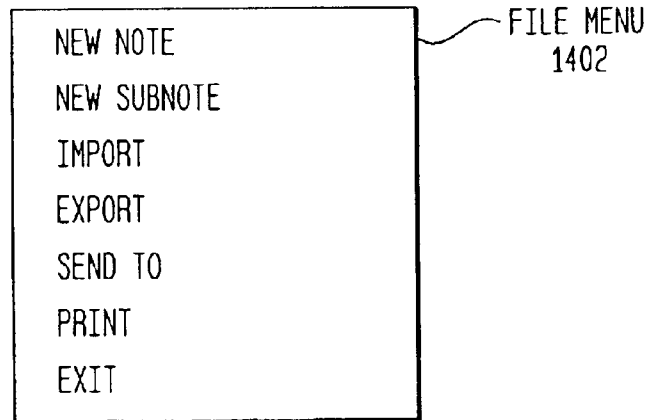 NEW NOTE
NEW SUBNOTE
IMPORT
EXPORT
SEND TO
PRINT
EXIT
FILE MENU
1402